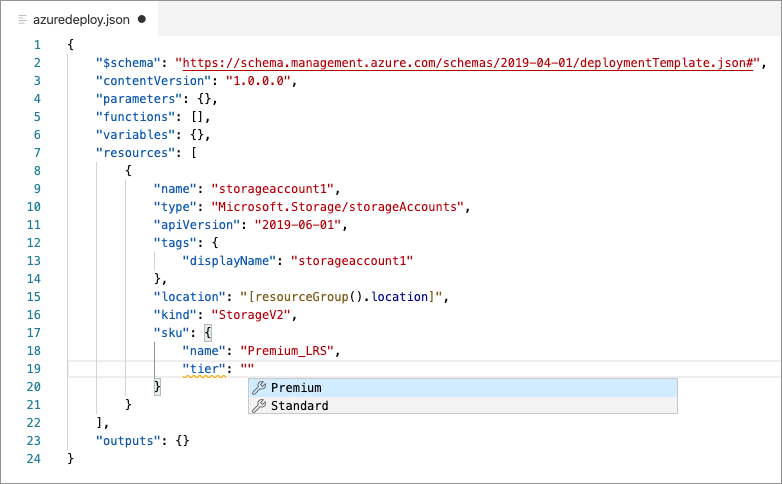 azuredeploy.json
1 {
2 "$schema": "https://schema.management.azure.com/schemas/2019-04-01/deploymentTemplate.json#",
3 "contentVersion": "1.0.0.0",
4 "parameters": {},
5 "functions": [],
6 "variables": {},
7 "resources": [
8 {
9 "name": "storageaccount1",
10 "type": "Microsoft.Storage/storageAccounts",
11 "apiVersion": "2019-06-01",
12 "tags": {
13 "displayName": "storageaccount1"
14 },
15 "location": "[resourceGroup().location]",
16 "kind": "StorageV2",
17 "sku": {
18 "name": "Premium_LRS",
19 "tier": ""
20 }
Premium
21 }
Standard
22 ],
23 "outputs": {}
24 }